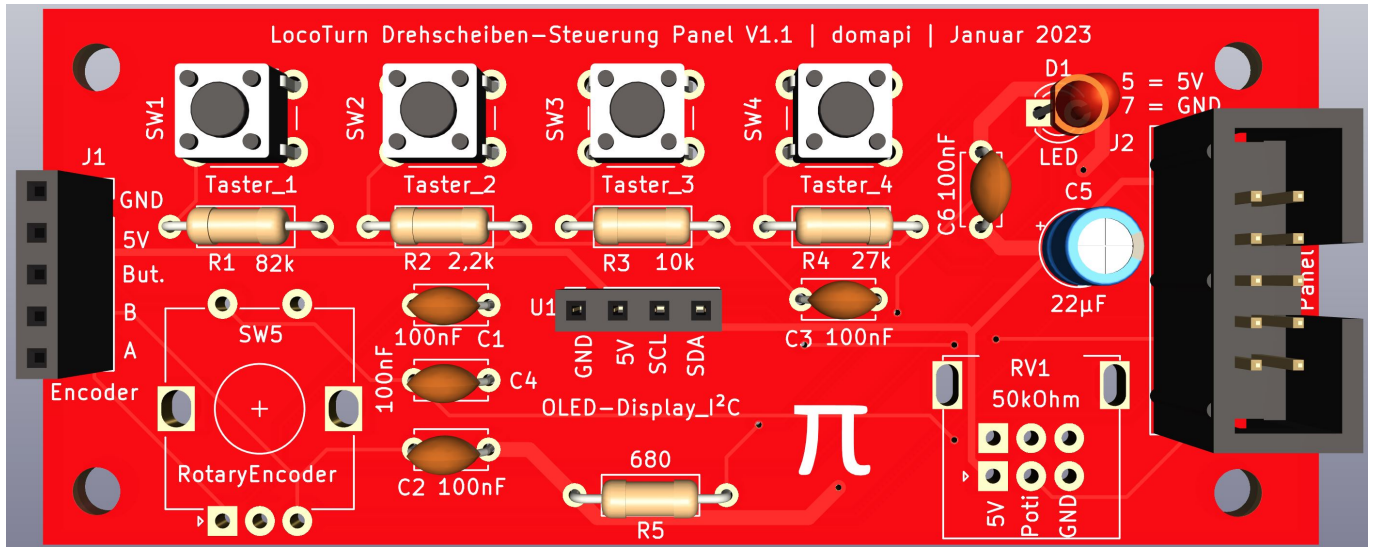 LocoTurn Drehscheiben-Steuerung Panel V1.1 | domapi | Januar 2023
SW1
SW2
SW3
SW4
D1
5 = 5V
7 = GND
LED
J2
J1
GND
5V
But.
B
A
Encoder
Taster_1
Taster_2
Taster_3
Taster_4
R1 82k
R2 2,2k
R3 10k
R4 27k
C6 100nF
C5
+
22µF
Panel
SW5
RotaryEncoder
100nF C1
100nF C4
C2 100nF
U1
GND
5V
SCL
SDA
OLED-Display_I²C
C3 100nF
π
680
R5
RV1
50kOhm
5V
Poti
GND